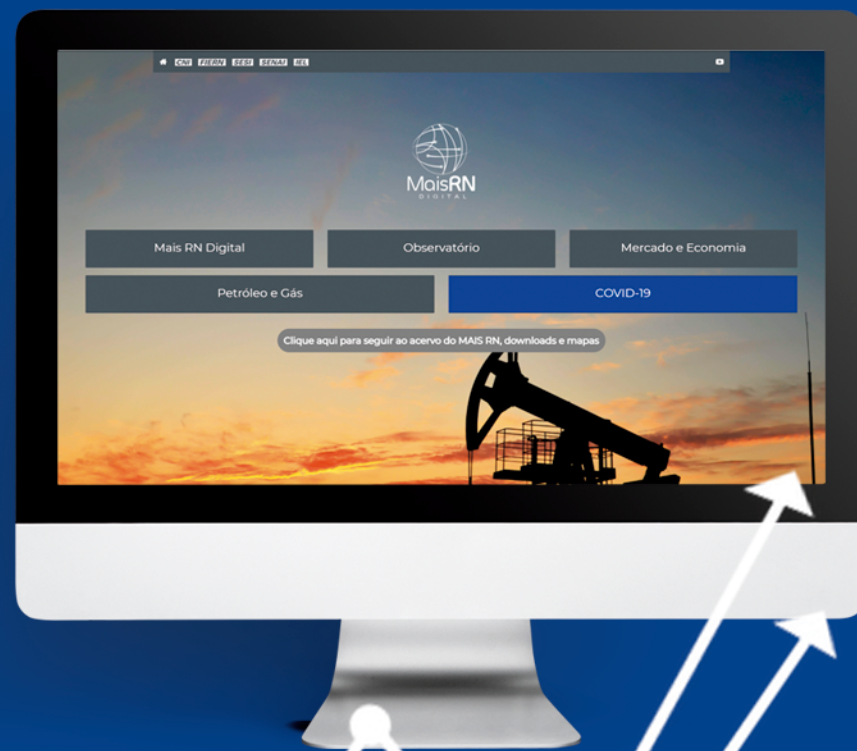 CNI FIERN SESI SENAI IEL
MaisRN
DIGITAL
Mais RN Digital Observatório Mercado e Economia
Petróleo e Gás COVID-19
Clique aqui para seguir ao acervo do MAIS RN, downloads e mapas